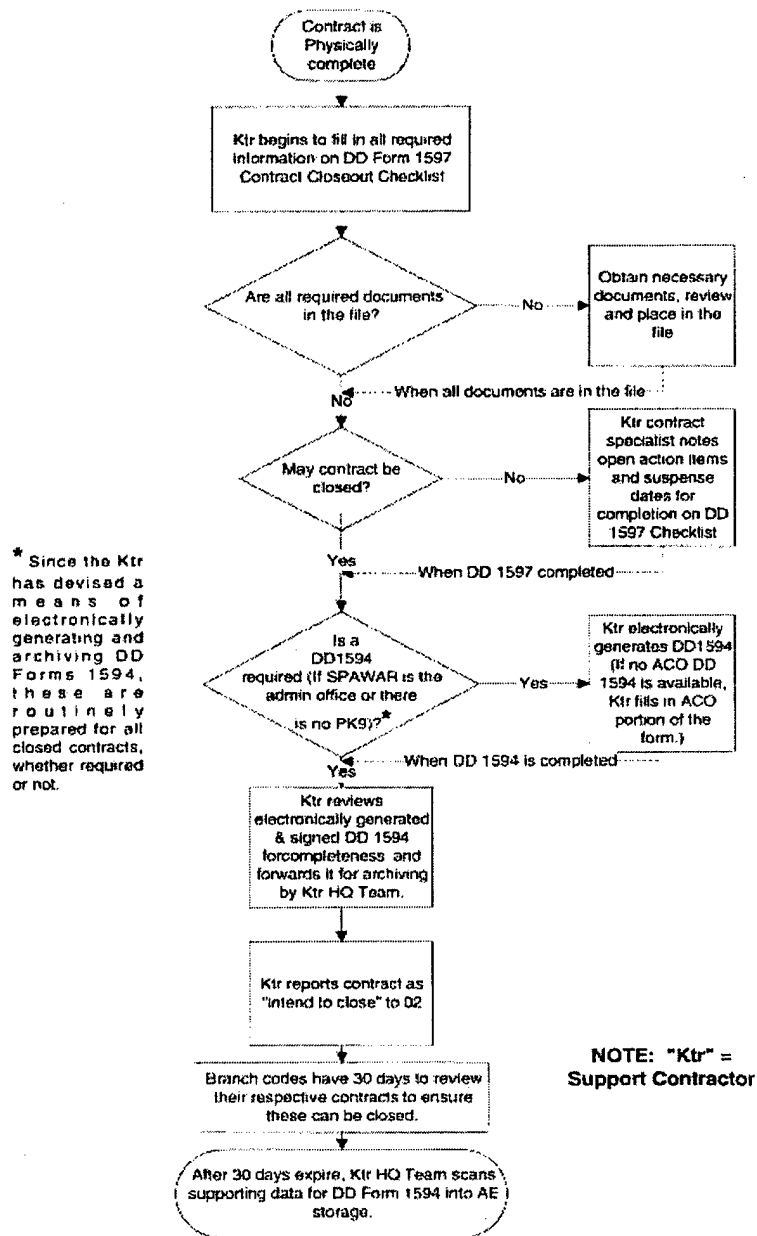 Contract is
Physically
complete
Ktr begins to fill in all required
information on DD Form 1597
Contract Closeout Checklist
Are all required documents
in the file?
No
Obtain necessary
documents, review
and place in the
file
When all documents are in the file
No
May contract be
closed?
No
Ktr contract
specialist notes
open action items
and suspense
dates for
completion on DD
1597 Checklist
Yes
When DD 1597 completed
* Since the Ktr
has devised a
means of
electronically
generating and
archiving DD
Forms 1594,
these are
routinely
prepared for all
closed contracts,
whether required
or not.
Is a
DD1594
required (If SPAWAR is the
admin office or there
is no PK9)?*
Yes
Ktr electronically
generates DD1594
(If no ACO DD
1594 is available,
Ktr fills in ACO
portion of the
form.)
When DD 1594 is completed
Yes
Ktr reviews
electronically generated
& signed DD 1594
forcompleteness and
forwards it for archiving
by Ktr HQ Team.
Ktr reports contract as
"intend to close" to 02
Branch codes have 30 days to review
their respective contracts to ensure
these can be closed.
NOTE: "Ktr" =
Support Contractor
After 30 days expire, Ktr HQ Team scans
supporting data for DD Form 1594 into AE
storage.